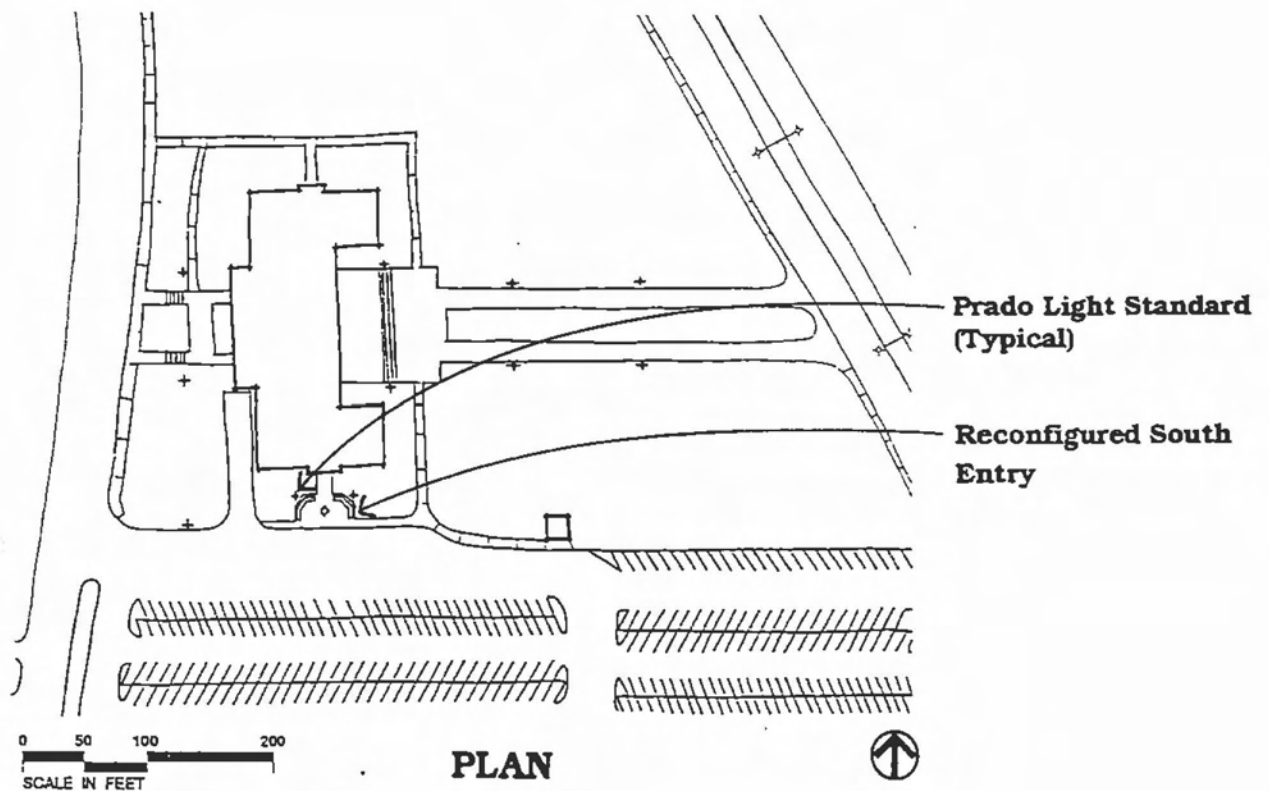 Prado Light Standard
(Typical)
Reconfigured South
Entry
0 50 100 200
SCALE IN FEET
PLAN